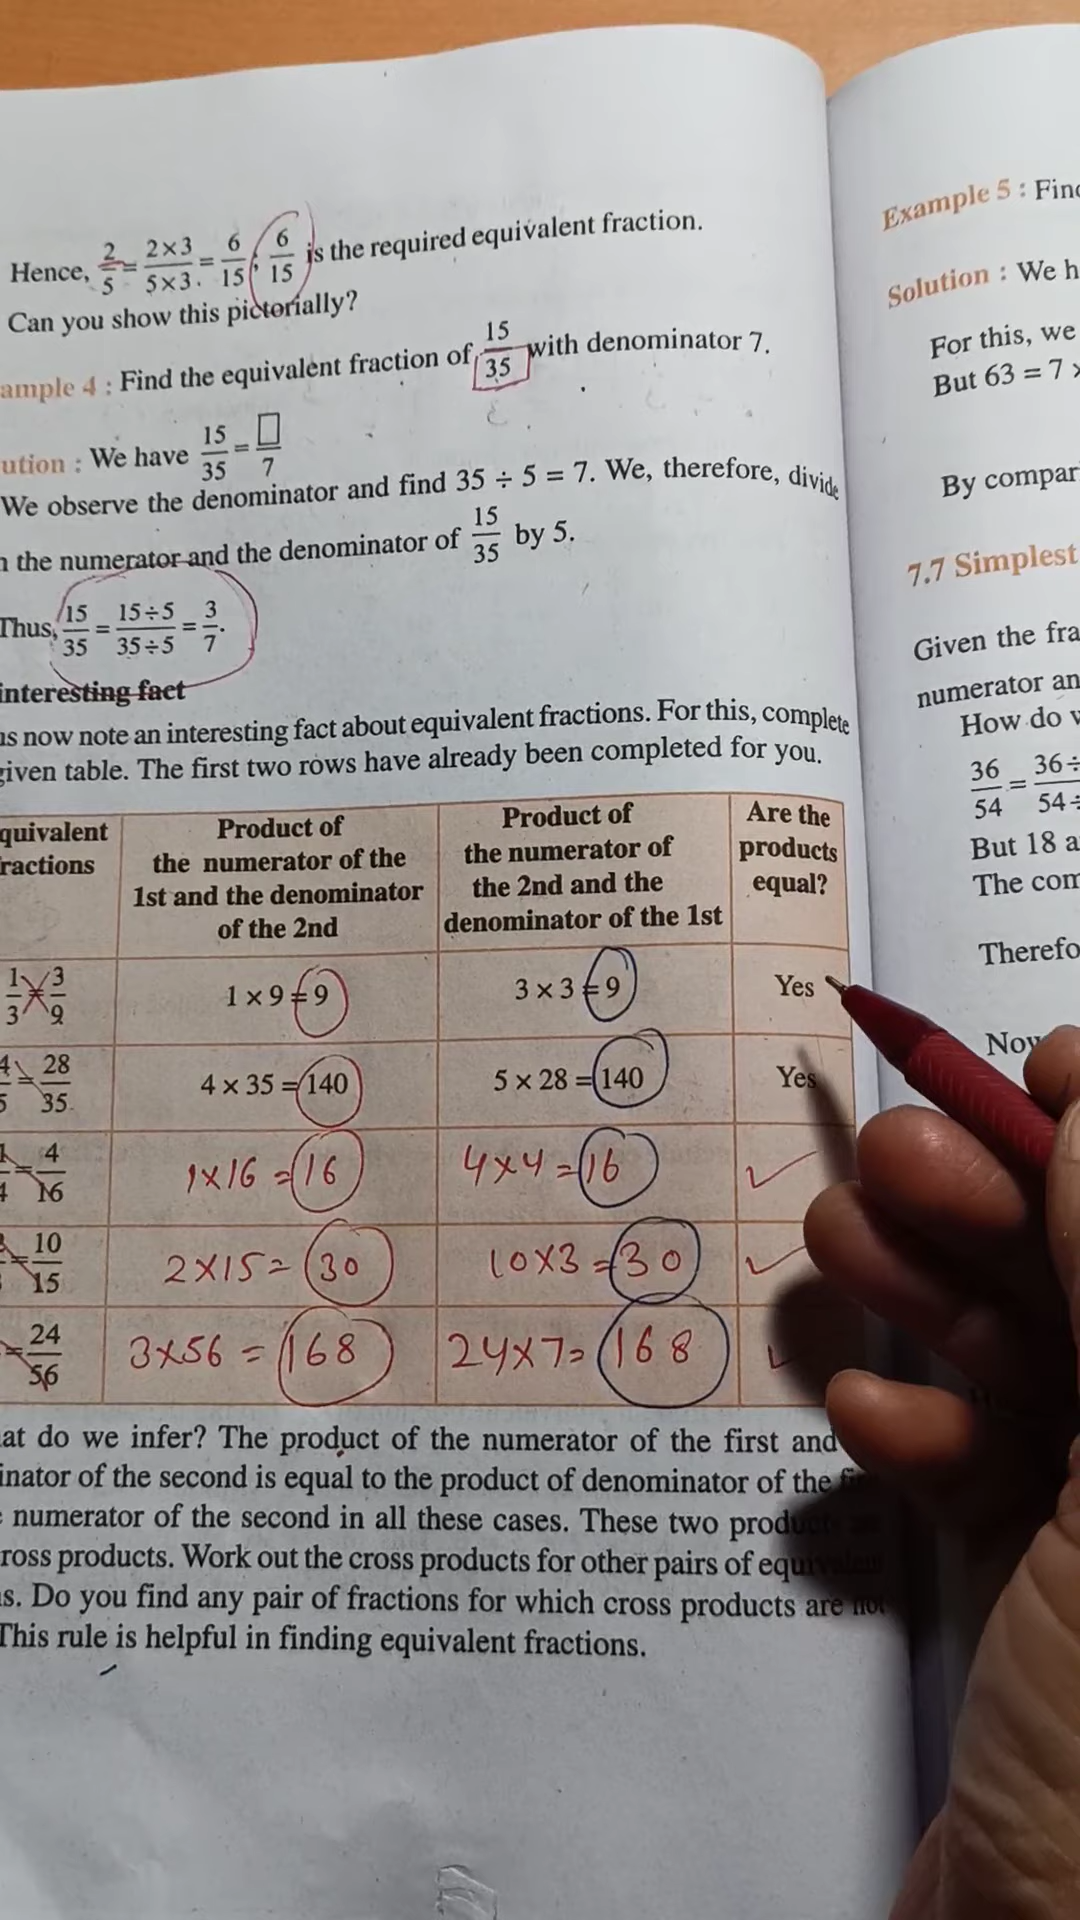 Hence, 2/5 = 2×3/5×3. = 6/15 ; 6/15 is the required equivalent fraction.
Can you show this pictorially?
ample 4 : Find the equivalent fraction of 15/35 with denominator 7.
ution : We have 15/35 = □/7
We observe the denominator and find 35 ÷ 5 = 7. We, therefore, divide
the numerator and the denominator of 15/35 by 5.
Thus, 15/35 = 15÷5/35÷5 = 3/7.
interesting fact
us now note an interesting fact about equivalent fractions. For this, complete
given table. The first two rows have already been completed for you.
quivalent
ractions
Product of
the numerator of the
1st and the denominator
of the 2nd
Product of
the numerator of
the 2nd and the
denominator of the 1st
Are the
products
equal?
1/3 = 3/9 1 × 9 = 9 3 × 3 = 9 Yes
4/5 = 28/35 4 × 35 = 140 5 × 28 = 140 Yes
1/4 = 4/16 1×16 = 16 4×4 = 16 ✓
= 10/15 2×15 = 30 10×3 = 30 ✓
= 24/56 3×56 = 168 24×7= 168 ✓
at do we infer? The product of the numerator of the first and
inator of the second is equal to the product of denominator of the
numerator of the second in all these cases. These two
ross products. Work out the cross products for other pairs of
s. Do you find any pair of fractions for which cross products are not
This rule is helpful in finding equivalent fractions.
Example 5 : Find
Solution : We h
For this, we
But 63 = 7 ×
By compar
7.7 Simplest
Given the fra
numerator an
How do
36/54 = 36÷/54÷
But 18 a
The com
Therefo
Now